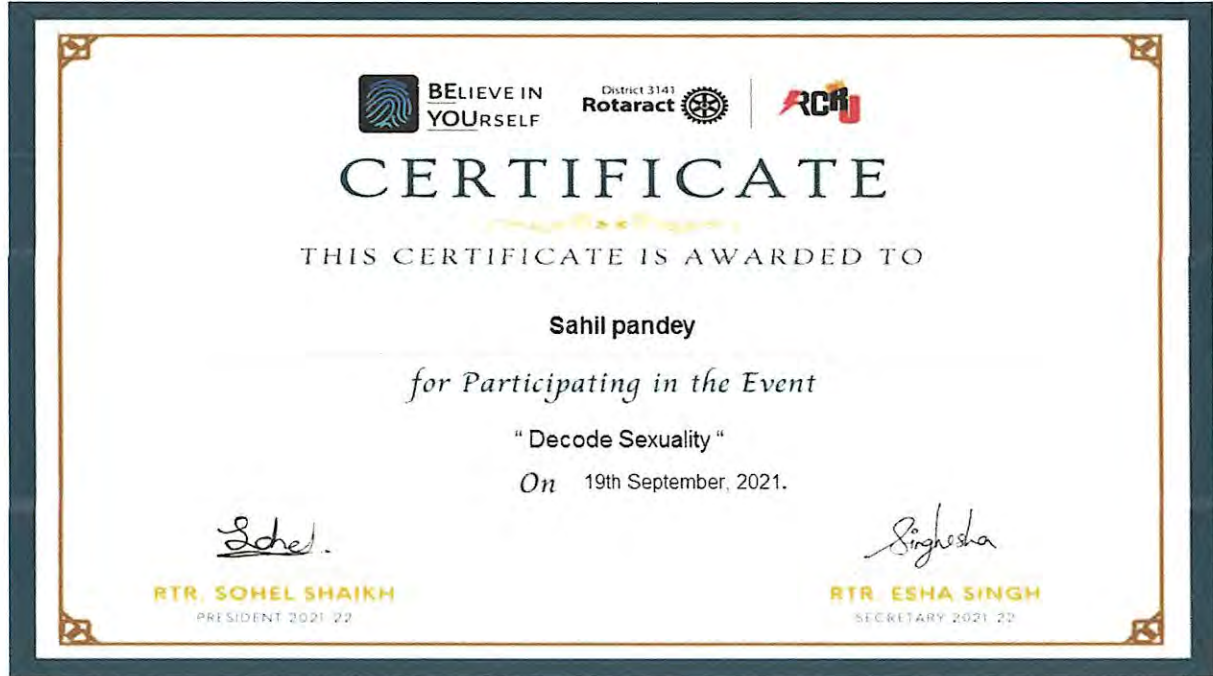 BELIEVE IN
YOURSELF
District 3141
Rotaract
RCRU
CERTIFICATE
THIS CERTIFICATE IS AWARDED TO
Sahil pandey
for Participating in the Event
" Decode Sexuality "
On 19th September, 2021.
Sohel.
Singhesha
RTR. SOHEL SHAIKH
PRESIDENT 2021-22
RTR. ESHA SINGH
SECRETARY 2021-22